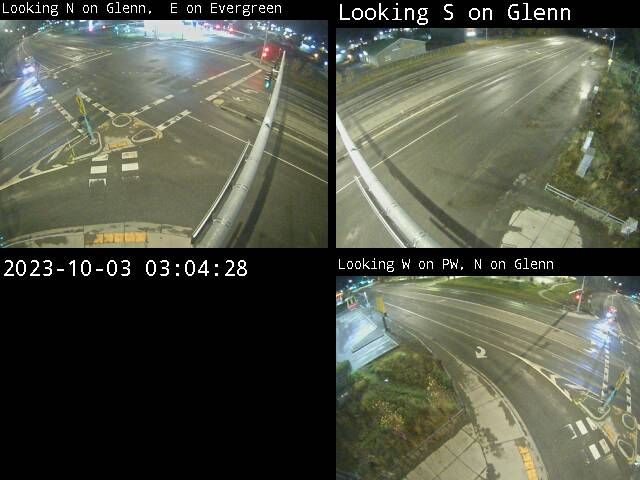 Looking N on Glenn,  E on Evergreen
Looking S on Glenn
2023-10-03 03:04:28
Looking W on PW, N on Glenn